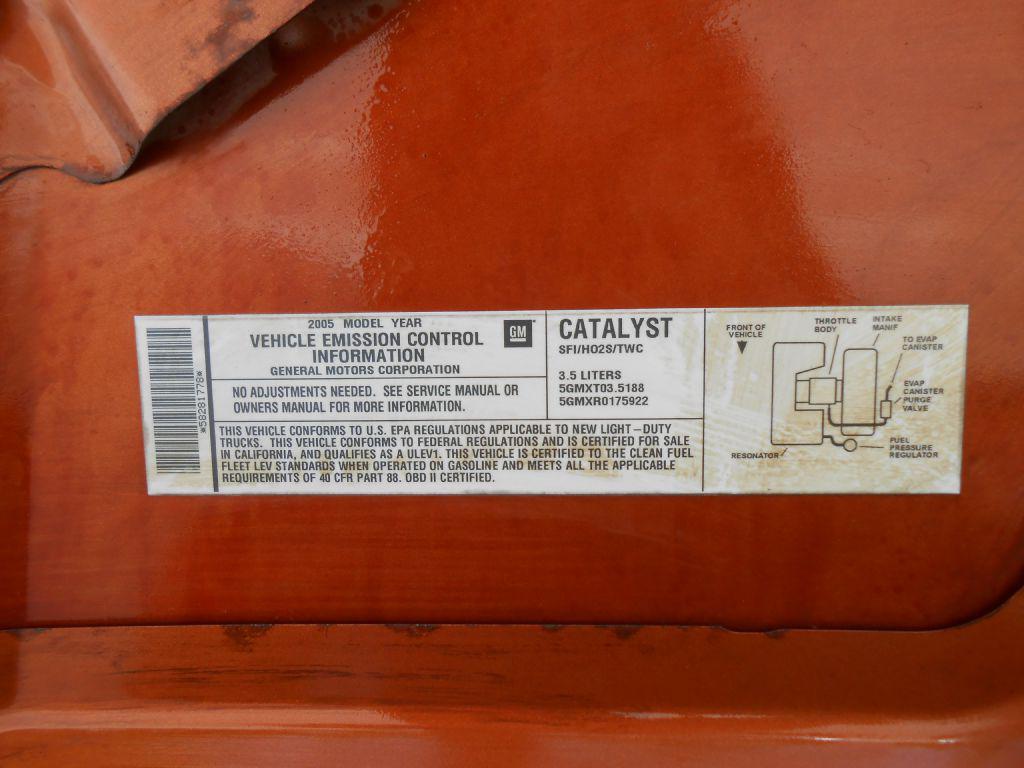 *58281778*
2005 MODEL YEAR
VEHICLE EMISSION CONTROL
INFORMATION
GENERAL MOTORS CORPORATION
GM
NO ADJUSTMENTS NEEDED. SEE SERVICE MANUAL OR
OWNERS MANUAL FOR MORE INFORMATION.
CATALYST
SFI/HO2S/TWC
3.5 LITERS
5GMXT03.5188
5GMXR0175922
THIS VEHICLE CONFORMS TO U.S. EPA REGULATIONS APPLICABLE TO NEW LIGHT-DUTY
TRUCKS. THIS VEHICLE CONFORMS TO FEDERAL REGULATIONS AND IS CERTIFIED FOR SALE
IN CALIFORNIA, AND QUALIFIES AS A ULEV1. THIS VEHICLE IS CERTIFIED TO THE CLEAN FUEL
FLEET LEV STANDARDS WHEN OPERATED ON GASOLINE AND MEETS ALL THE APPLICABLE
REQUIREMENTS OF 40 CFR PART 88. OBD II CERTIFIED.
FRONT OF
VEHICLE
THROTTLE
BODY
INTAKE
MANIF
TO EVAP
CANISTER
EVAP
CANISTER
PURGE
VALVE
FUEL
PRESSURE
REGULATOR
RESONATOR